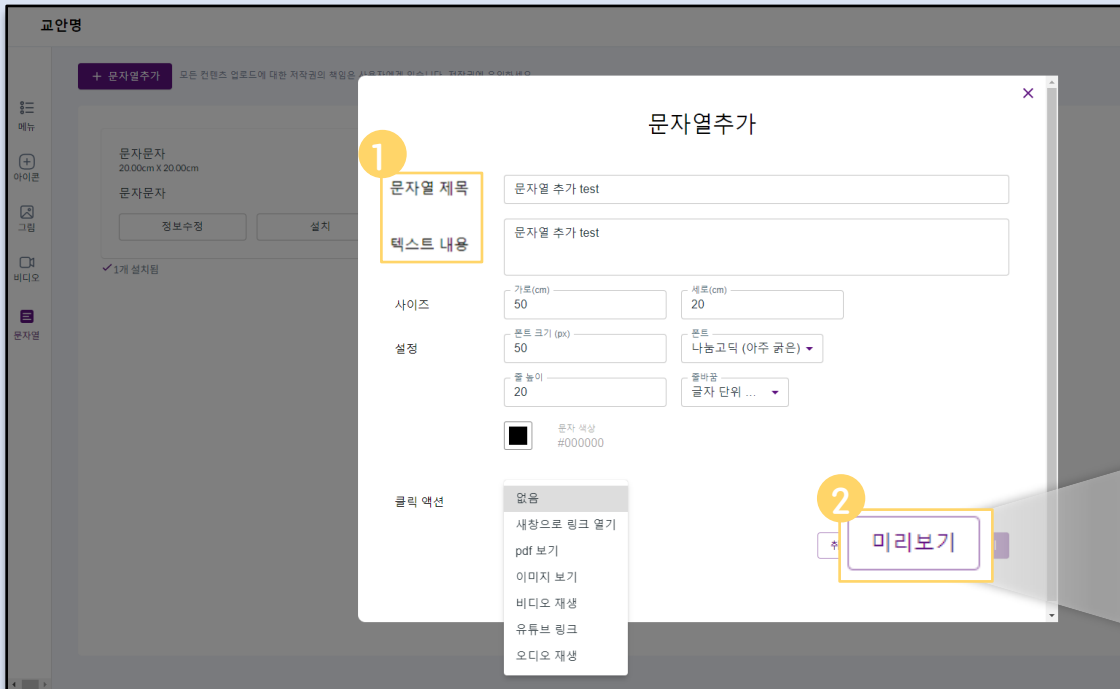 교안명
+ 문자열추가
모든 컨텐츠 업로드에 대한 저작권의 책임은 사용자에게 있습니다. 저작권에 유의하세요
메뉴
아이콘
그림
비디오
문자열
문자문자
20.00cm X 20.00cm
문자문자
정보수정
설치
1개 설치됨
문자열추가
1
문자열 제목
문자열 추가 test
텍스트 내용
문자열 추가 test
사이즈
가로(cm)
50
세로(cm)
20
설정
폰트 크기 (px)
50
폰트
나눔고딕 (아주 굵은)
줄 높이
20
줄바꿈
글자 단위 ...
문자 색상
#000000
클릭 액션
없음
새창으로 링크 열기
pdf 보기
이미지 보기
비디오 재생
유튜브 링크
오디오 재생
2
미리보기